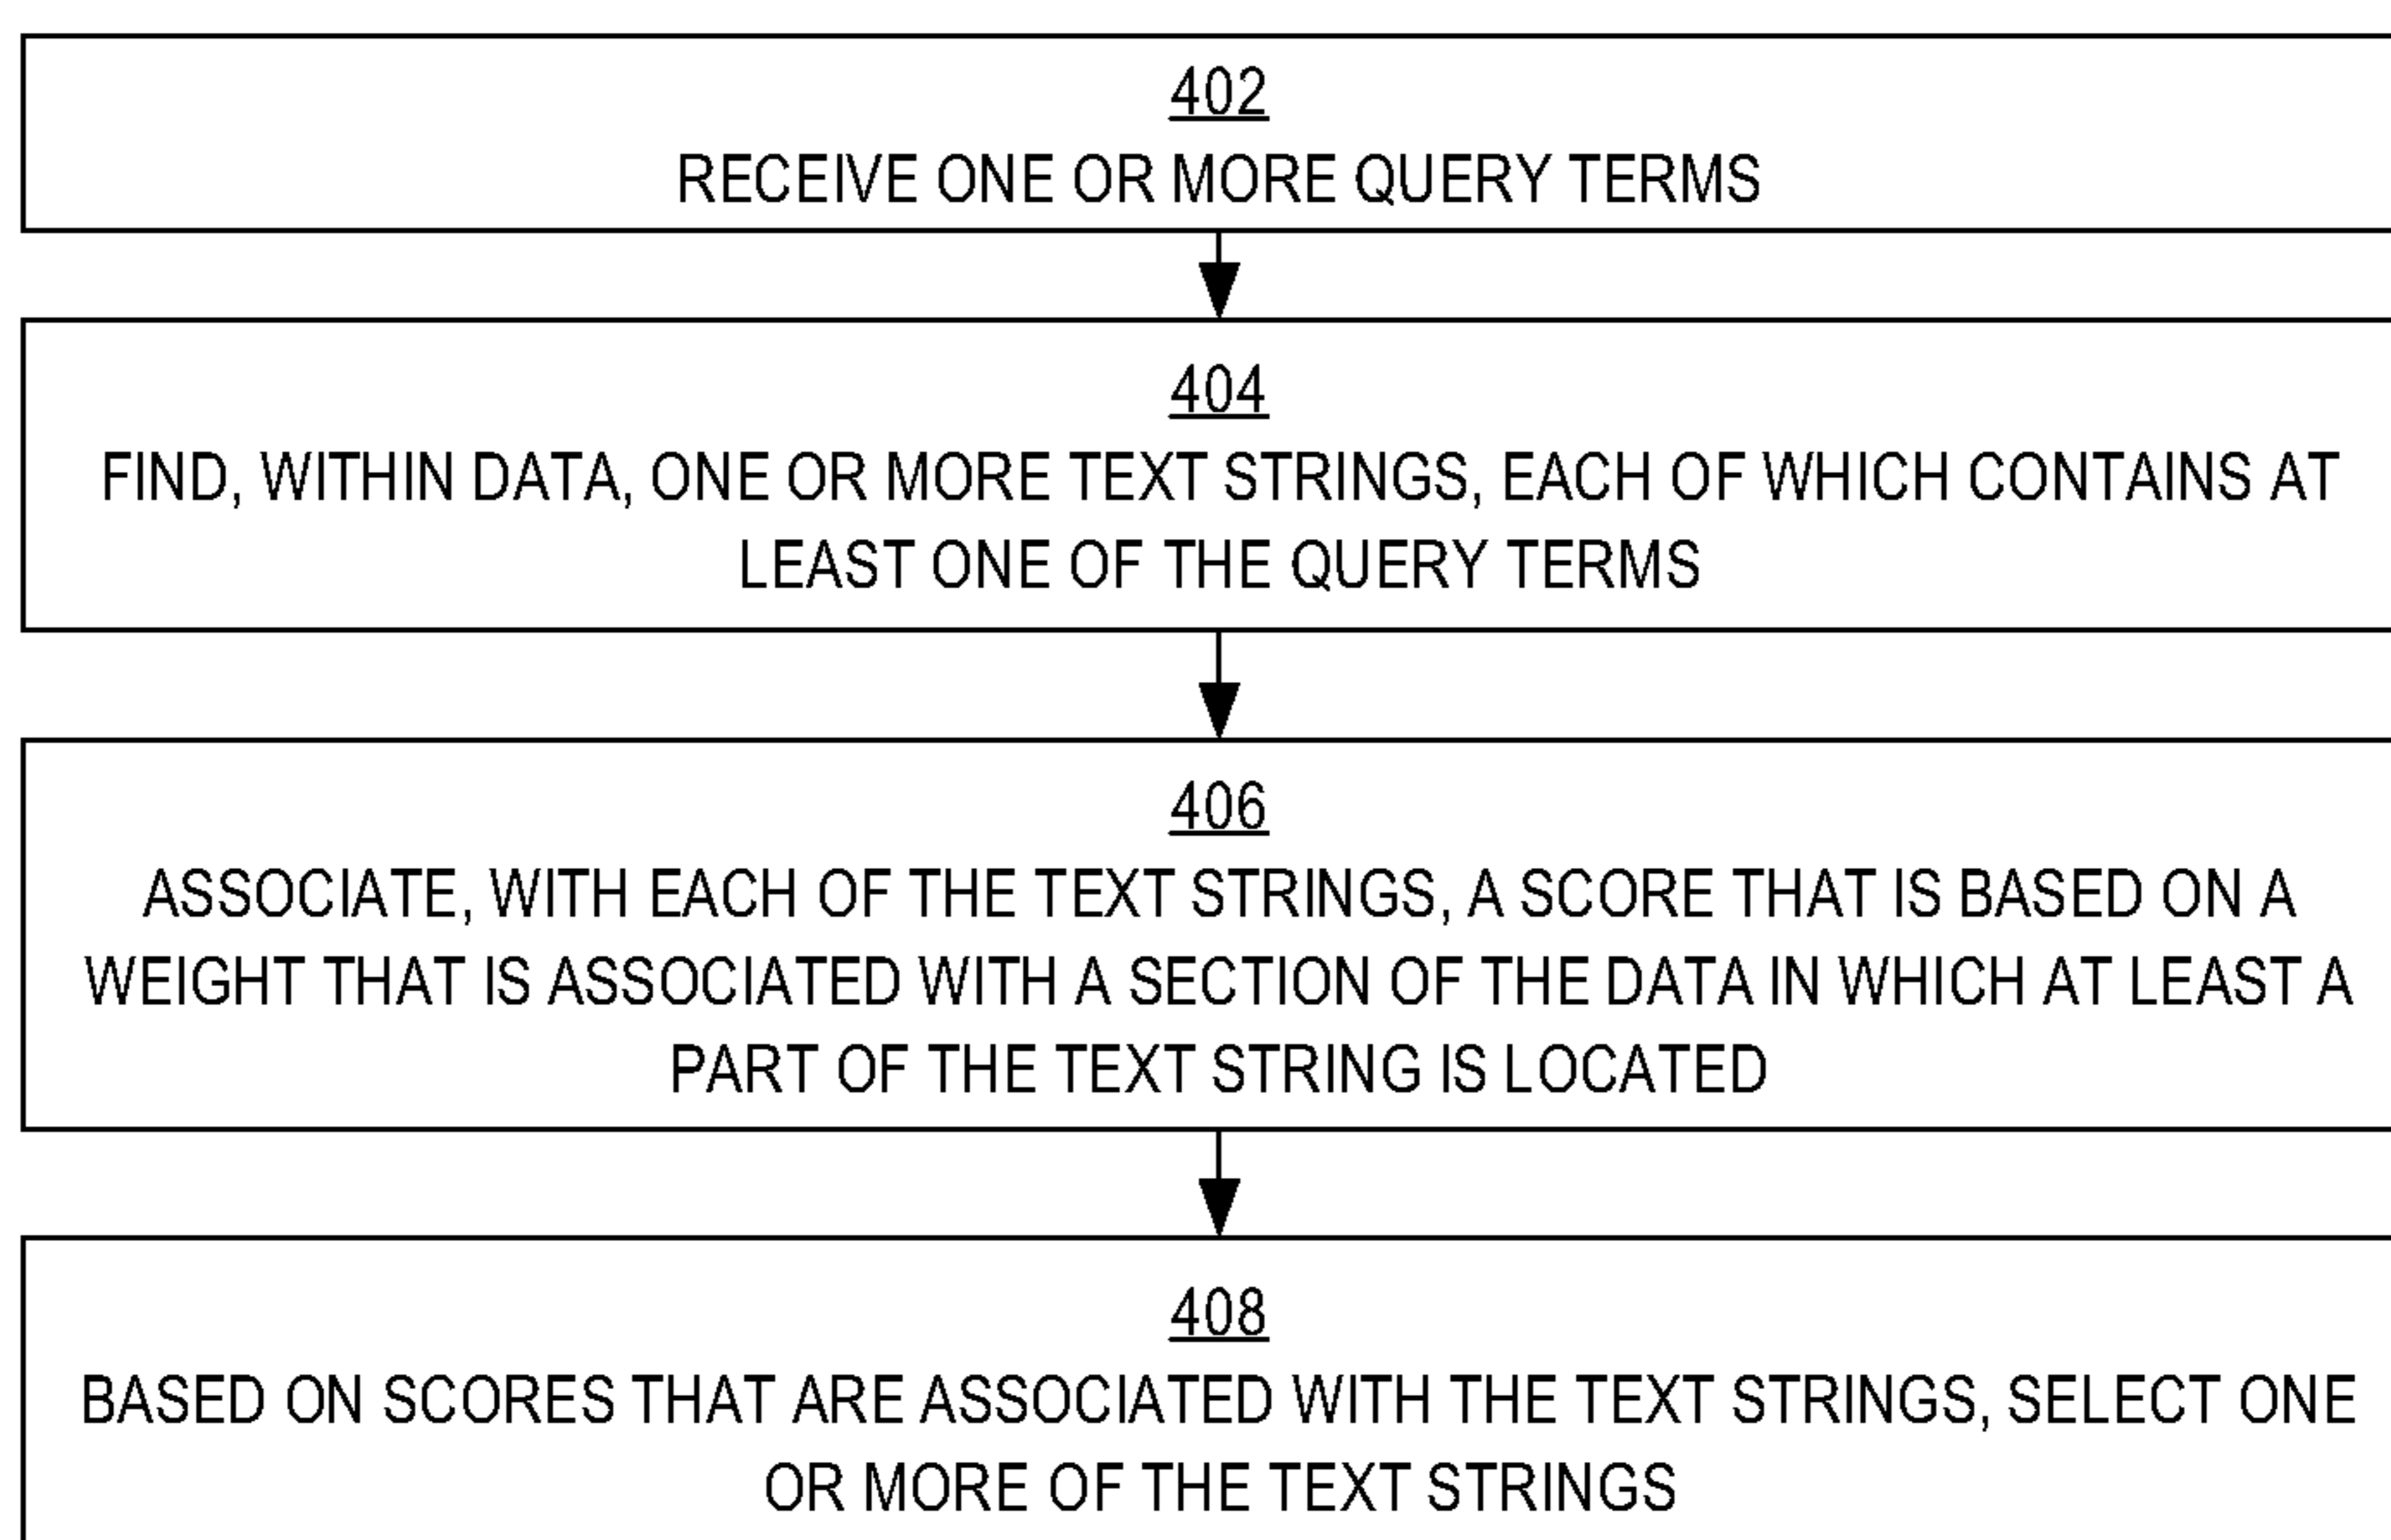 402
RECEIVE ONE OR MORE QUERY TERMS
404
FIND, WITHIN DATA, ONE OR MORE TEXT STRINGS, EACH OF WHICH CONTAINS AT
LEAST ONE OF THE QUERY TERMS
406
ASSOCIATE, WITH EACH OF THE TEXT STRINGS, A SCORE THAT IS BASED ON A
WEIGHT THAT IS ASSOCIATED WITH A SECTION OF THE DATA IN WHICH AT LEAST A
PART OF THE TEXT STRING IS LOCATED
408
BASED ON SCORES THAT ARE ASSOCIATED WITH THE TEXT STRINGS, SELECT ONE
OR MORE OF THE TEXT STRINGS